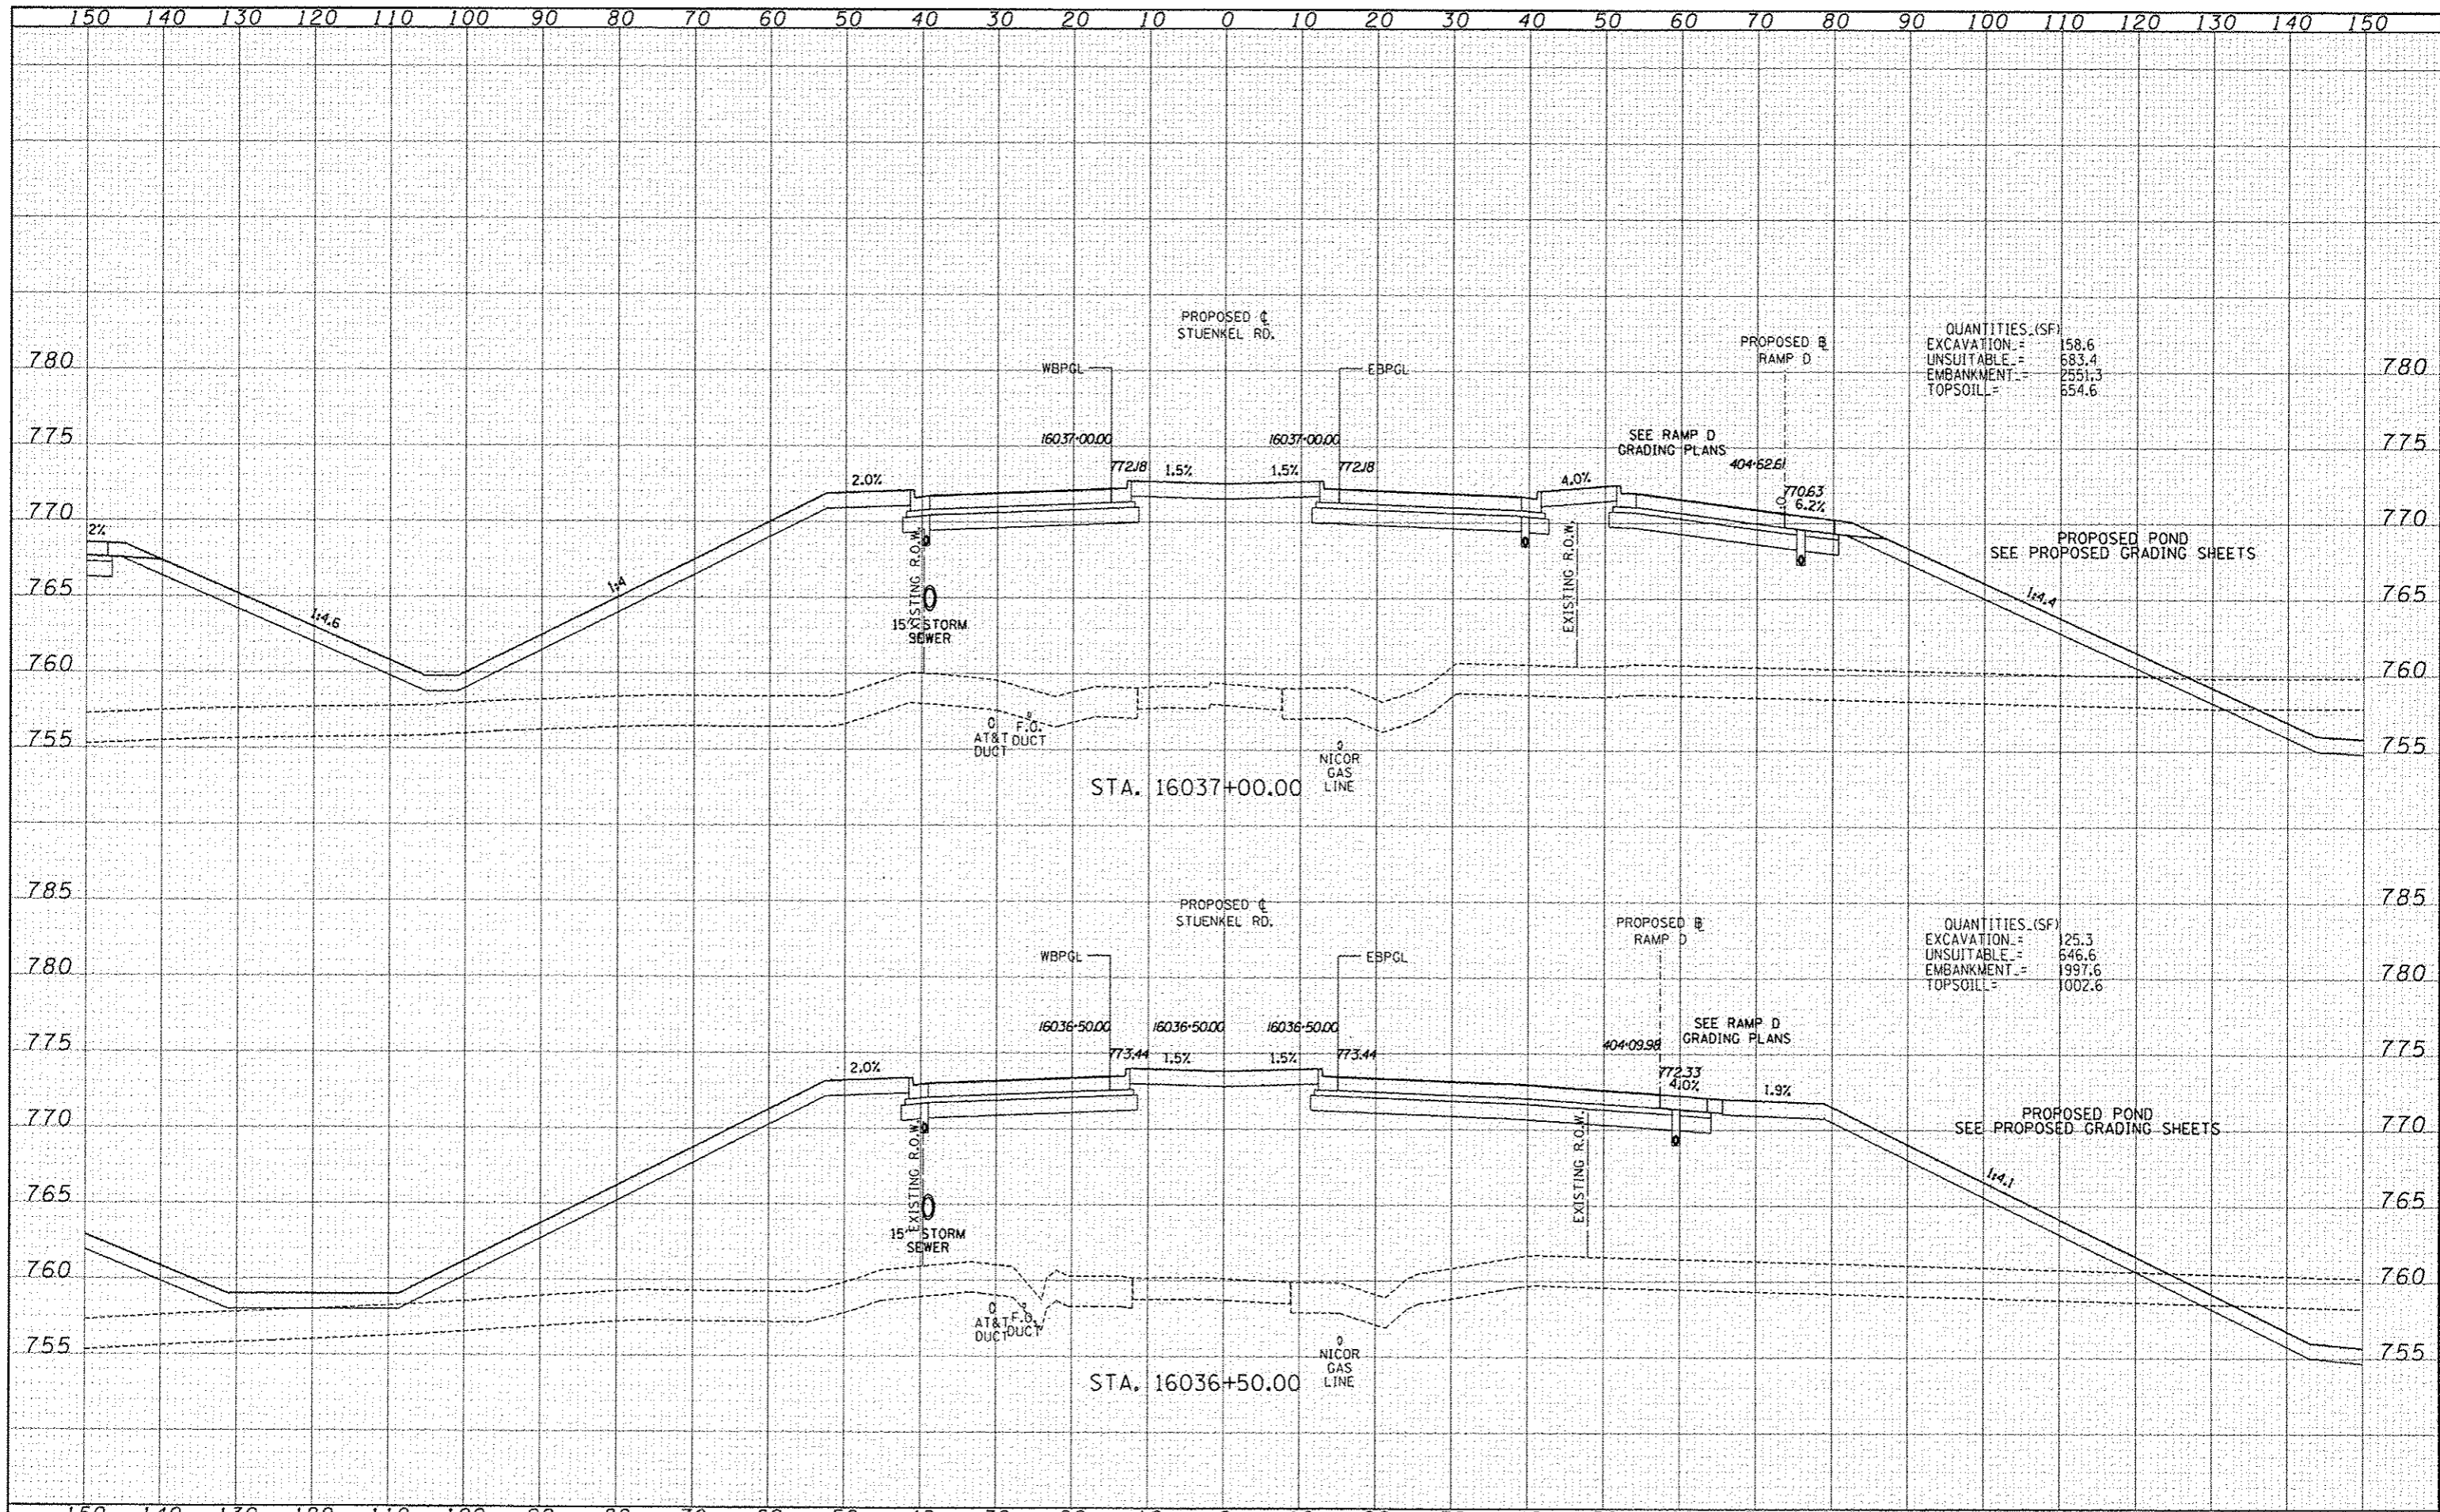 150 140 130 120 110 100 90 80 70 60 50 40 30 20 10 0 10 20 30 40 50 60 70 80 90 100 110 120 130 140 150
PROPOSED ℄
STUENKEL RD.
WBPGL
EBPGL
PROPOSED B̲L̲
RAMP D
QUANTITIES (SF)
EXCAVATION = 158.6
UNSUITABLE = 683.4
EMBANKMENT = 2551.3
TOPSOIL = 654.6
780 780
775 775
770 770
765 765
760 760
755 755
16037+00.00
16037+00.00
SEE RAMP D
GRADING PLANS
404+62.61
2.0%
772.18
1.5%
1.5%
772.18
4.0%
770.63
6.2%
2%
PROPOSED POND
SEE PROPOSED GRADING SHEETS
1:4.6
1:4
EXISTING R.O.W.
15" STORM
SEWER
EXISTING R.O.W.
1:4.4
AT&T
DUCT
F.O.
DUCT
NICOR
GAS
LINE
STA. 16037+00.00
785 785
PROPOSED ℄
STUENKEL RD.
WBPGL
EBPGL
PROPOSED B̲L̲
RAMP D
QUANTITIES (SF)
EXCAVATION = 125.3
UNSUITABLE = 646.6
EMBANKMENT = 1997.6
TOPSOIL = 1002.6
780 780
775 775
770 770
765 765
760 760
755 755
16036+50.00
16036+50.00
16036+50.00
SEE RAMP D
GRADING PLANS
404+09.98
2.0%
773.44
1.5%
1.5%
773.44
772.33
4.0%
1.9%
PROPOSED POND
SEE PROPOSED GRADING SHEETS
EXISTING R.O.W.
15" STORM
SEWER
EXISTING R.O.W.
1:4.1
AT&T
DUCT
F.O.
DUCT
NICOR
GAS
LINE
STA. 16036+50.00